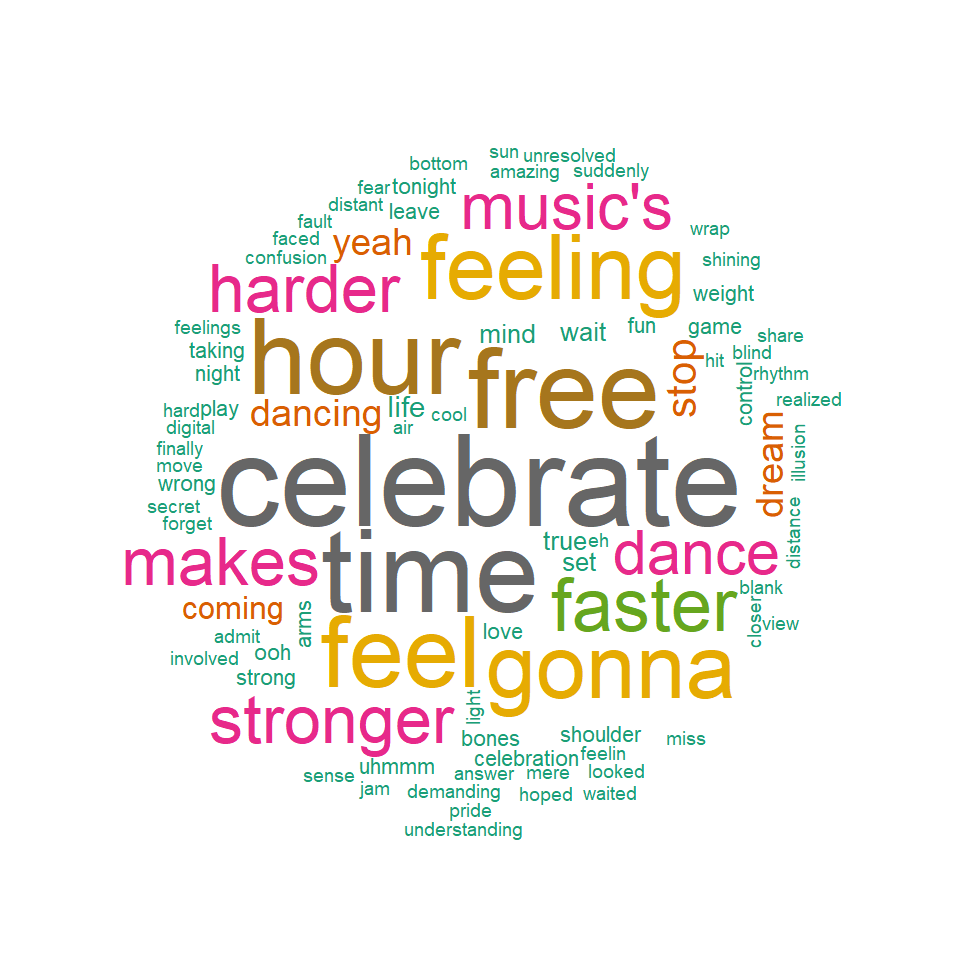 sun unresolved
bottom amazing suddenly
fear tonight music's
distant leave
fault yeah wrap
faced feeling
confusion shining
harder weight
feelings hour mind wait fun game share
taking free stop hit blind
night control rhythm
hard play dancing life cool realized
digital air dream
finally celebrate illusion
move
wrong
secret distance
forget
makes time true eh dance
set
coming arms faster blank
admit feel love closer view
involved ooh gonna
strong
stronger light
bones shoulder miss
celebration feelin
sense uhmmm answer mere looked
jam demanding hoped waited
pride
understanding